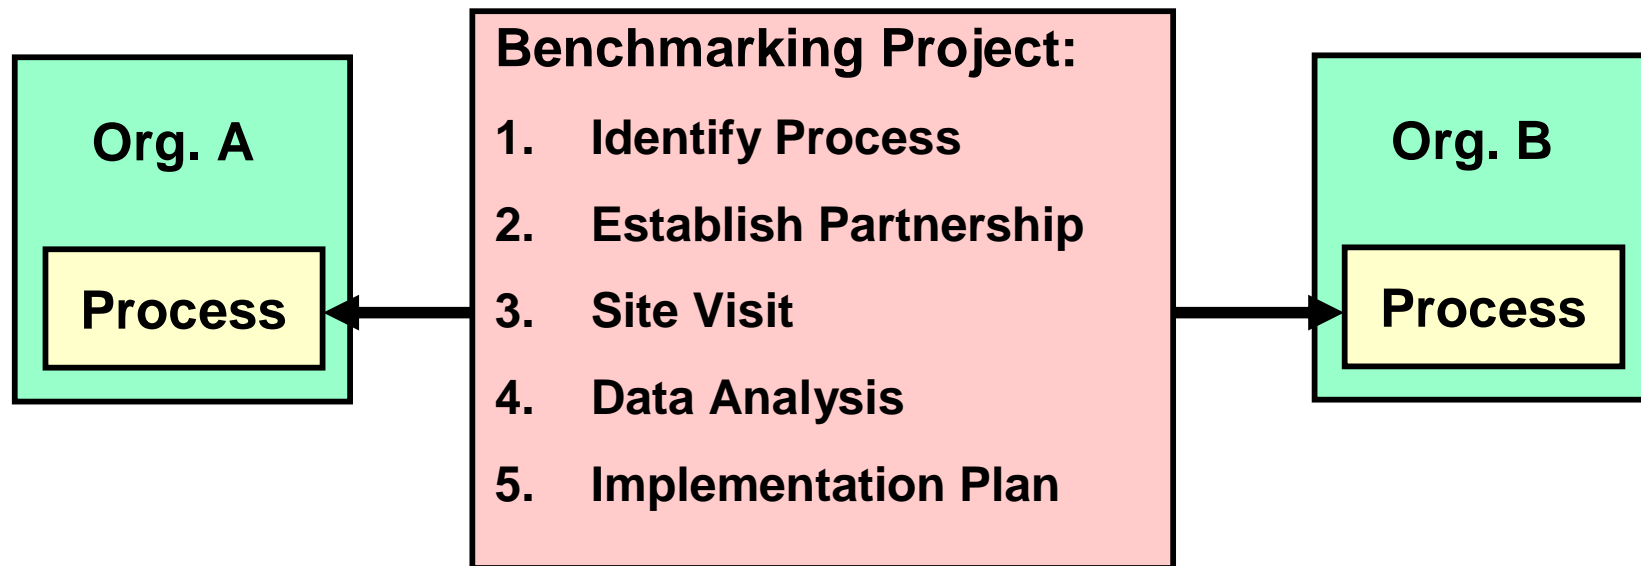 Org. A
Process
Benchmarking Project:
1. Identify Process
2. Establish Partnership
3. Site Visit
4. Data Analysis
5. Implementation Plan
Org. B
Process